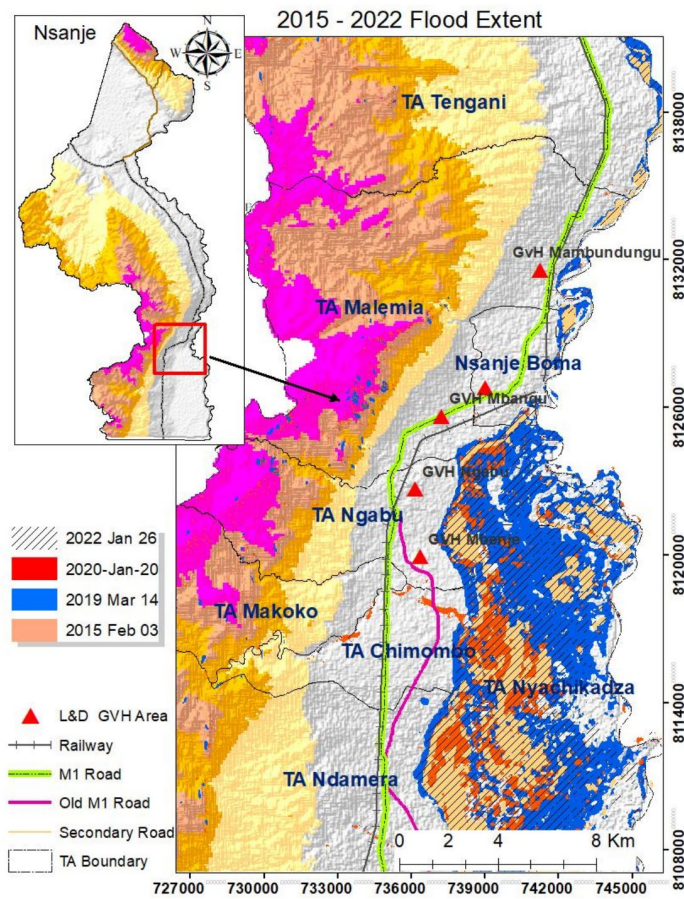 2015 - 2022 Flood Extent
Nsanje
N
W
E
S
TA Tengani
GvH Mambundungu
TA Malemia
Nsanje Boma
GVH Mbangu
GVH Ngabu
TA Ngabu
GVH Mbenje
TA Makoko
TA Chimombo
TA Nyachikadza
TA Ndamera
8138000
8132000
8126000
8120000
8114000
8108000
2022 Jan 26
2020-Jan-20
2019 Mar 14
2015 Feb 03
L&D GVH Area
Railway
M1 Road
Old M1 Road
Secondary Road
TA Boundary
0 2 4 8 Km
727000 730000 733000 736000 739000 742000 745000